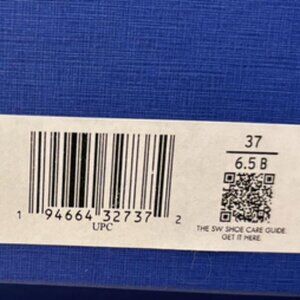 37
6.5 B
1 94664 32737 2
UPC
THE SW SHOE CARE GUIDE.
GET IT HERE.